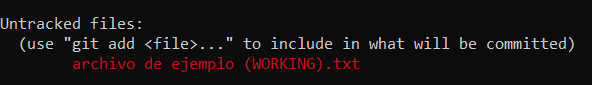 Untracked files:
(use "git add <file>..." to include in what will be committed)
archivo de ejemplo (WORKING).txt